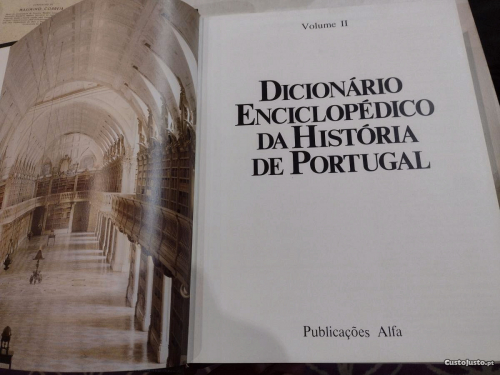 Volume II
DICIONÁRIO
ENCICLOPÉDICO
DA HISTÓRIA
DE PORTUGAL
Publicações Alfa
CustoJusto.pt